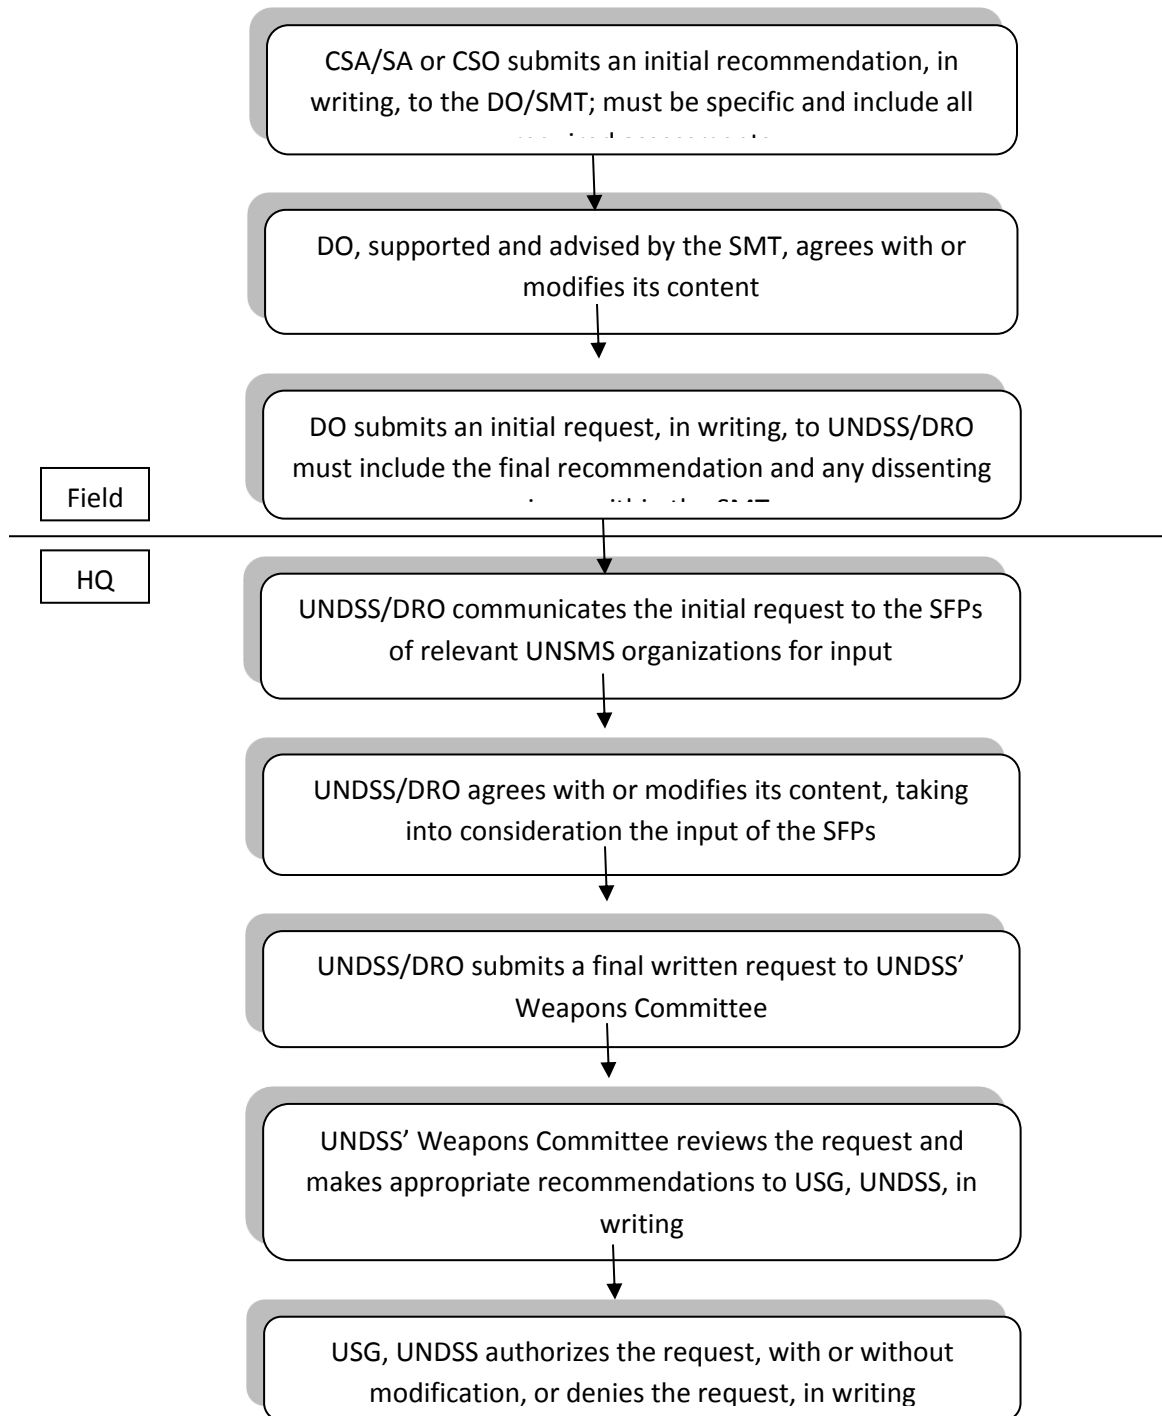 CSA/SA or CSO submits an initial recommendation, in
writing, to the DO/SMT; must be specific and include all
DO, supported and advised by the SMT, agrees with or
modifies its content
DO submits an initial request, in writing, to UNDSS/DRO
must include the final recommendation and any dissenting
within the SMT
Field
HQ
UNDSS/DRO communicates the initial request to the SFPs
of relevant UNSMS organizations for input
UNDSS/DRO agrees with or modifies its content, taking
into consideration the input of the SFPs
UNDSS/DRO submits a final written request to UNDSS’
Weapons Committee
UNDSS’ Weapons Committee reviews the request and
makes appropriate recommendations to USG, UNDSS, in
writing
USG, UNDSS authorizes the request, with or without
modification, or denies the request, in writing